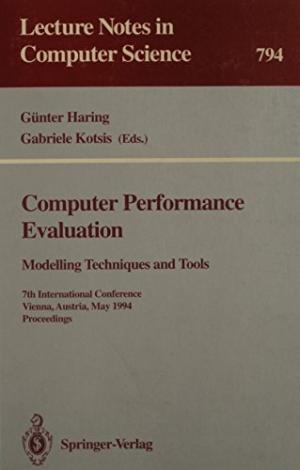 Lecture Notes in
Computer Science
794
Günter Haring
Gabriele Kotsis (Eds.)
Computer Performance
Evaluation
Modelling Techniques and Tools
7th International Conference
Vienna, Austria, May 1994
Proceedings
Springer-Verlag